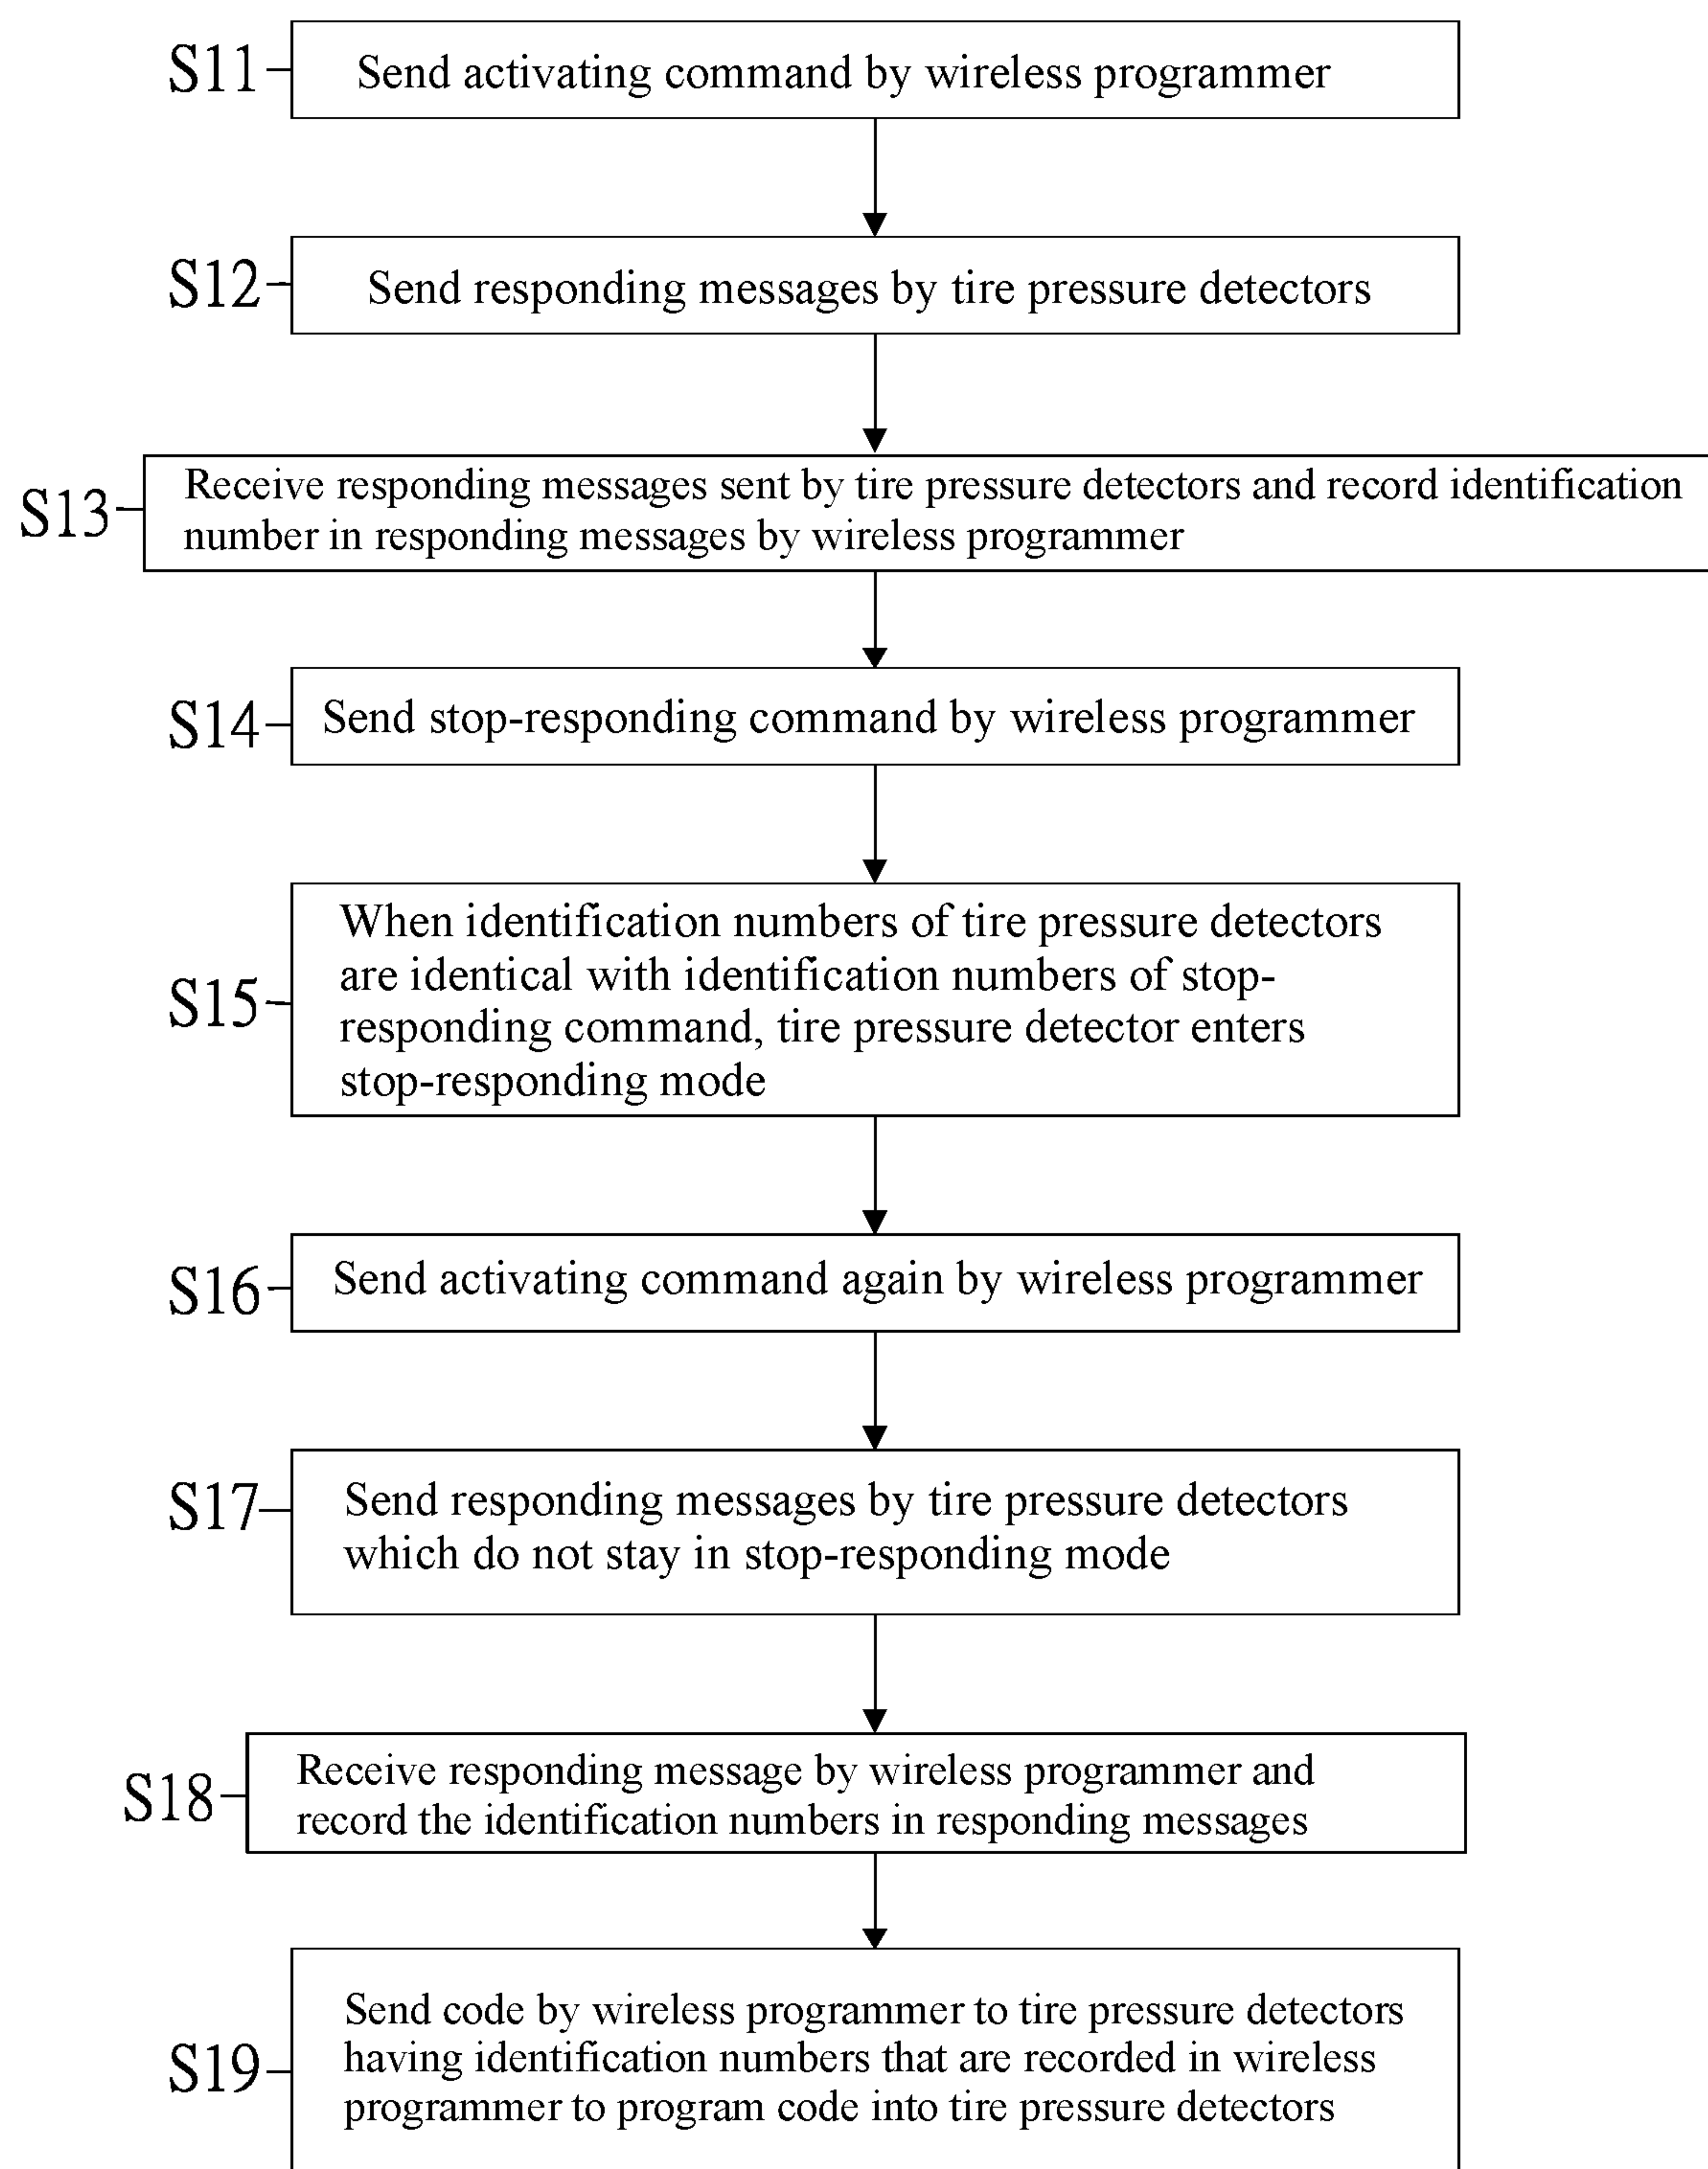 S11
Send activating command by wireless programmer
S12
Send responding messages by tire pressure detectors
S13
Receive responding messages sent by tire pressure detectors and record identification
number in responding messages by wireless programmer
S14
Send stop-responding command by wireless programmer
S15
When identification numbers of tire pressure detectors
are identical with identification numbers of stop-
responding command, tire pressure detector enters
stop-responding mode
S16
Send activating command again by wireless programmer
S17
Send responding messages by tire pressure detectors
which do not stay in stop-responding mode
S18
Receive responding message by wireless programmer and
record the identification numbers in responding messages
S19
Send code by wireless programmer to tire pressure detectors
having identification numbers that are recorded in wireless
programmer to program code into tire pressure detectors